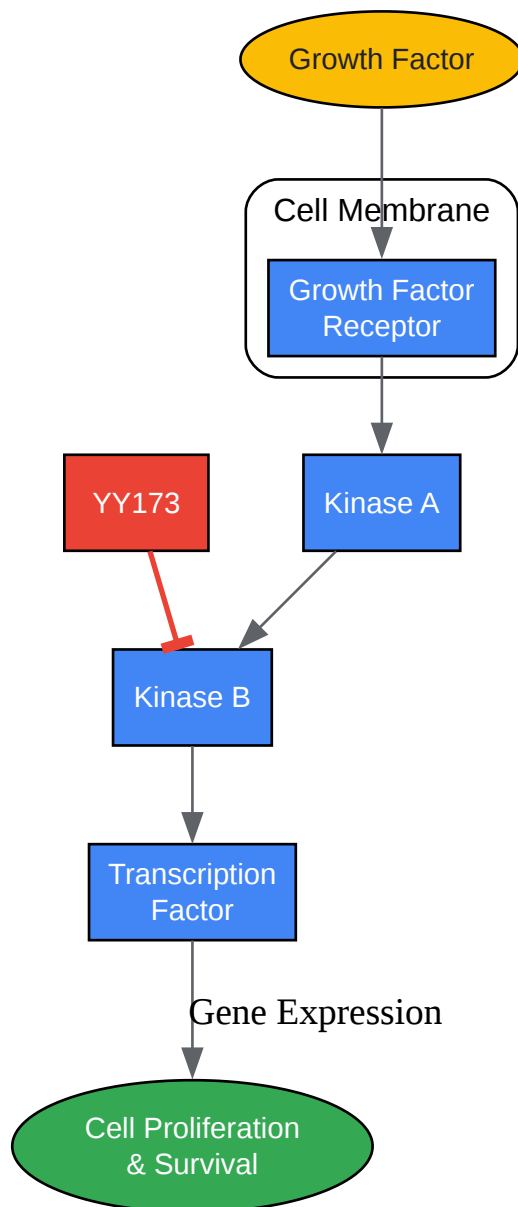 Growth Factor
Cell Membrane
Growth Factor
Receptor
YY173
Kinase A
Kinase B
Transcription
Factor
Gene Expression
Cell Proliferation
& Survival